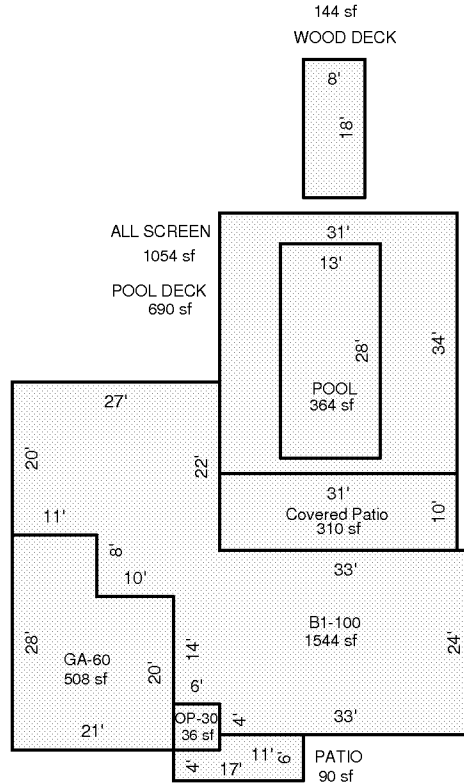 144 sf
WOOD DECK
8'
18'
ALL SCREEN
1054 sf
POOL DECK
690 sf
31'
13'
28'
34'
POOL
364 sf
27'
20'
22'
31'
Covered Patio
310 sf
10'
11'
8'
10'
33'
B1-100
1544 sf
24'
28'
GA-60
508 sf
20'
14'
6'
OP-30
36 sf
4'
33'
21'
4'
17'
11'
6'
PATIO
90 sf